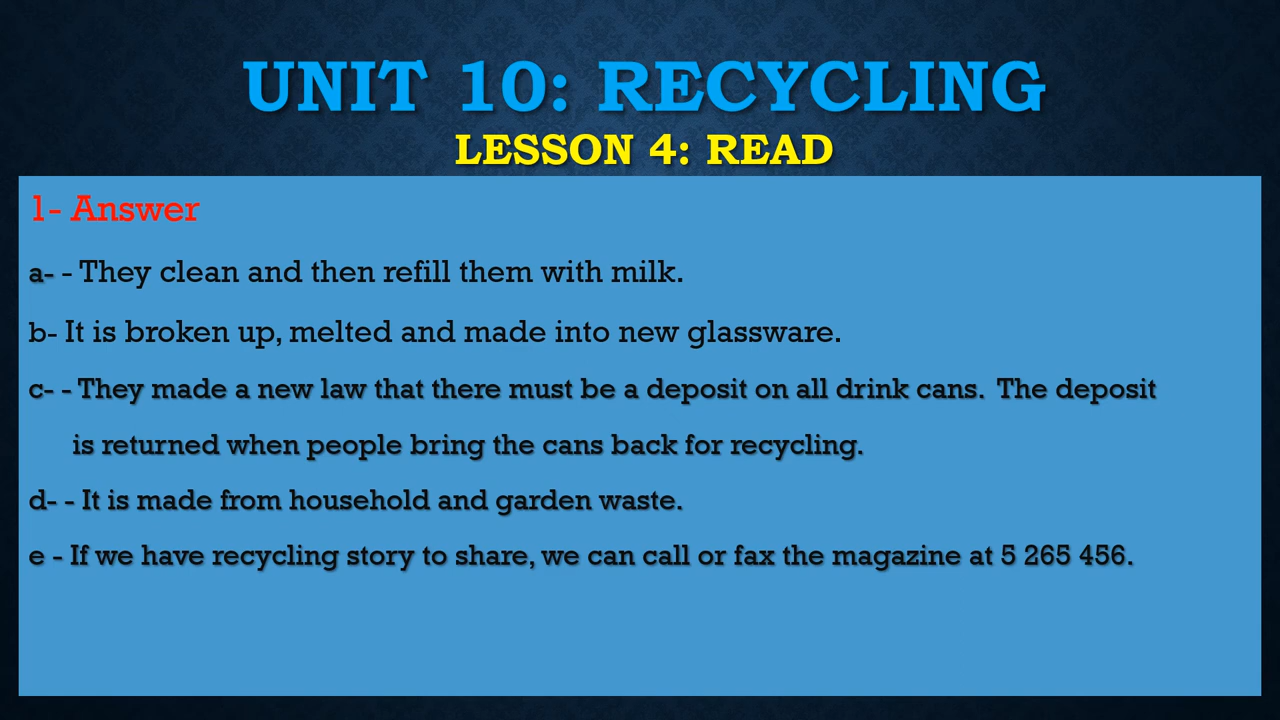 UNIT 10: RECYCLING
LESSON 4: READ
1- Answer
a- - They clean and then refill them with milk.
b- It is broken up, melted and made into new glassware.
c- - They made a new law that there must be a deposit on all drink cans. The deposit
is returned when people bring the cans back for recycling.
d- - It is made from household and garden waste.
e - If we have recycling story to share, we can call or fax the magazine at 5 265 456.